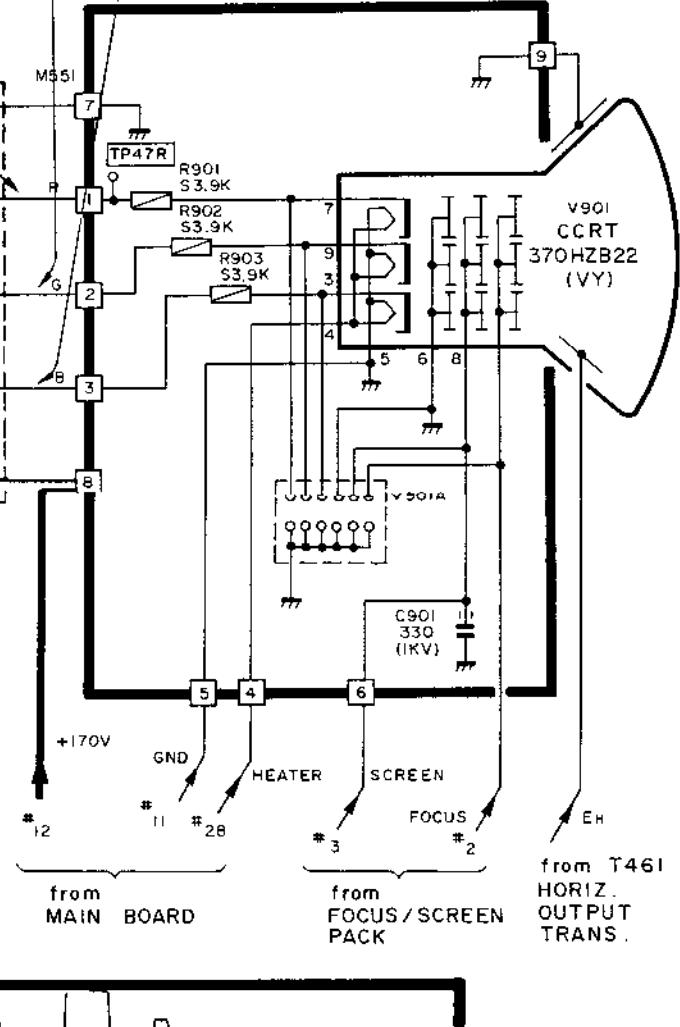 9
M551
7
TP47R
R901
S3.9K
R
1
R902
S3.9K
7
V901
CCRT
370HZB22
(VY)
9
R903
S3.9K
3
G
2
4
5
6
8
B
3
8
V901A
C901
330
(1KV)
5
4
6
+170V
GND
HEATER
SCREEN
FOCUS
EH
#12
#11
#28
#3
#2
from
MAIN BOARD
from
FOCUS/SCREEN
PACK
from T461
HORIZ.
OUTPUT
TRANS.